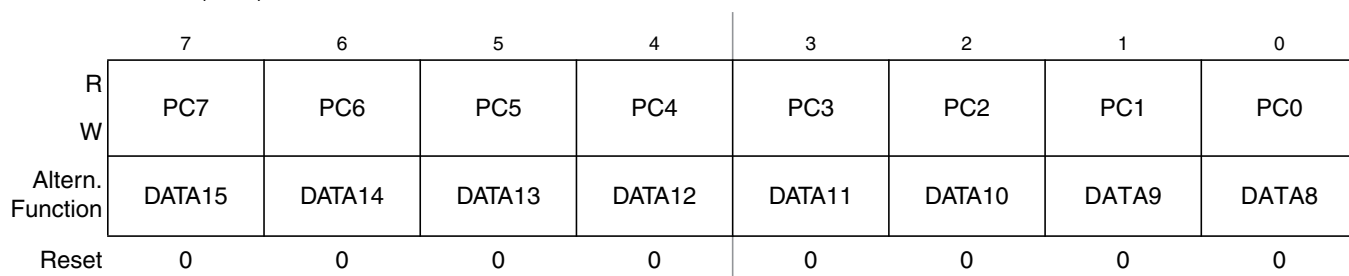 7 6 5 4 3 2 1 0
R
W
PC7 PC6 PC5 PC4 PC3 PC2 PC1 PC0
Altern.
Function
DATA15 DATA14 DATA13 DATA12 DATA11 DATA10 DATA9 DATA8
Reset 0 0 0 0 0 0 0 0